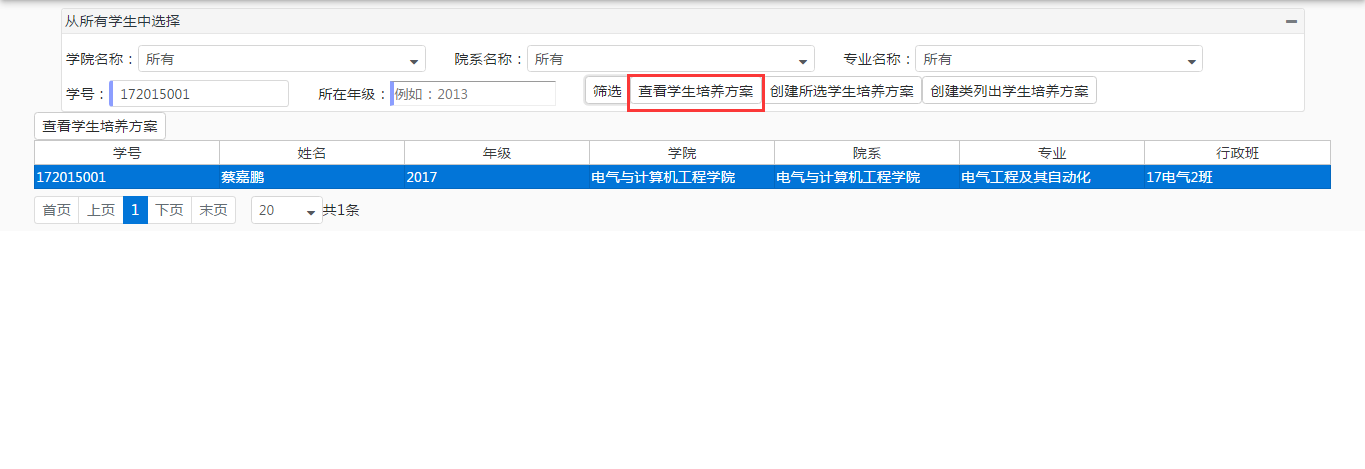 从所有学生中选择
学院名称： 所有 院系名称： 所有 专业名称： 所有
学号： 172015001 所在年级： 例如：2013 筛选 查看学生培养方案 创建所选学生培养方案 创建类列出学生培养方案
查看学生培养方案
学号 姓名 年级 学院 院系 专业 行政班
172015001 蔡嘉鹏 2017 电气与计算机工程学院 电气与计算机工程学院 电气工程及其自动化 17电气2班
首页 上页 1 下页 末页 20 共1条